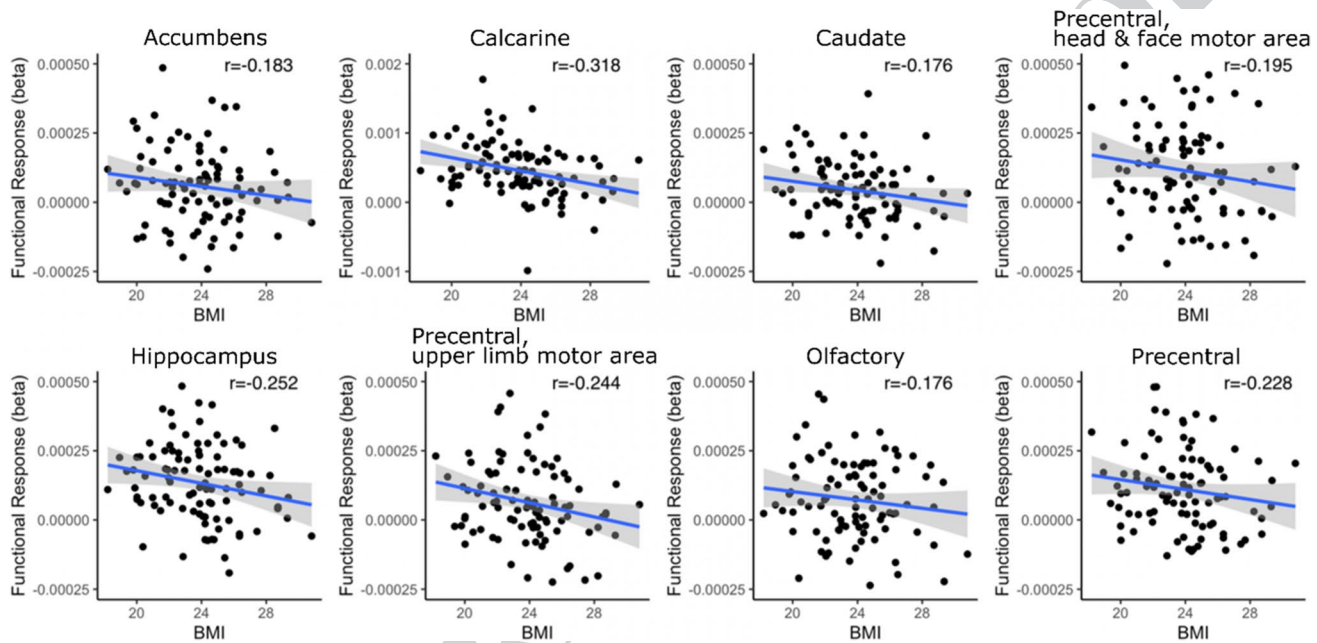 Accumbens
r=-0.183
Functional Response (beta)
0.00050
0.00025
0.00000
-0.00025
20 24 28
BMI
Calcarine
r=-0.318
Functional Response (beta)
0.002
0.001
0.000
-0.001
20 24 28
BMI
Caudate
r=-0.176
Functional Response (beta)
0.00050
0.00025
0.00000
-0.00025
20 24 28
BMI
Precentral,
head & face motor area
r=-0.195
Functional Response (beta)
0.00050
0.00025
0.00000
-0.00025
20 24 28
BMI
Hippocampus
r=-0.252
Functional Response (beta)
0.00050
0.00025
0.00000
-0.00025
20 24 28
BMI
Precentral,
upper limb motor area
r=-0.244
Functional Response (beta)
0.00050
0.00025
0.00000
-0.00025
20 24 28
BMI
Olfactory
r=-0.176
Functional Response (beta)
0.00050
0.00025
0.00000
-0.00025
20 24 28
BMI
Precentral
r=-0.228
Functional Response (beta)
0.00050
0.00025
0.00000
-0.00025
20 24 28
BMI